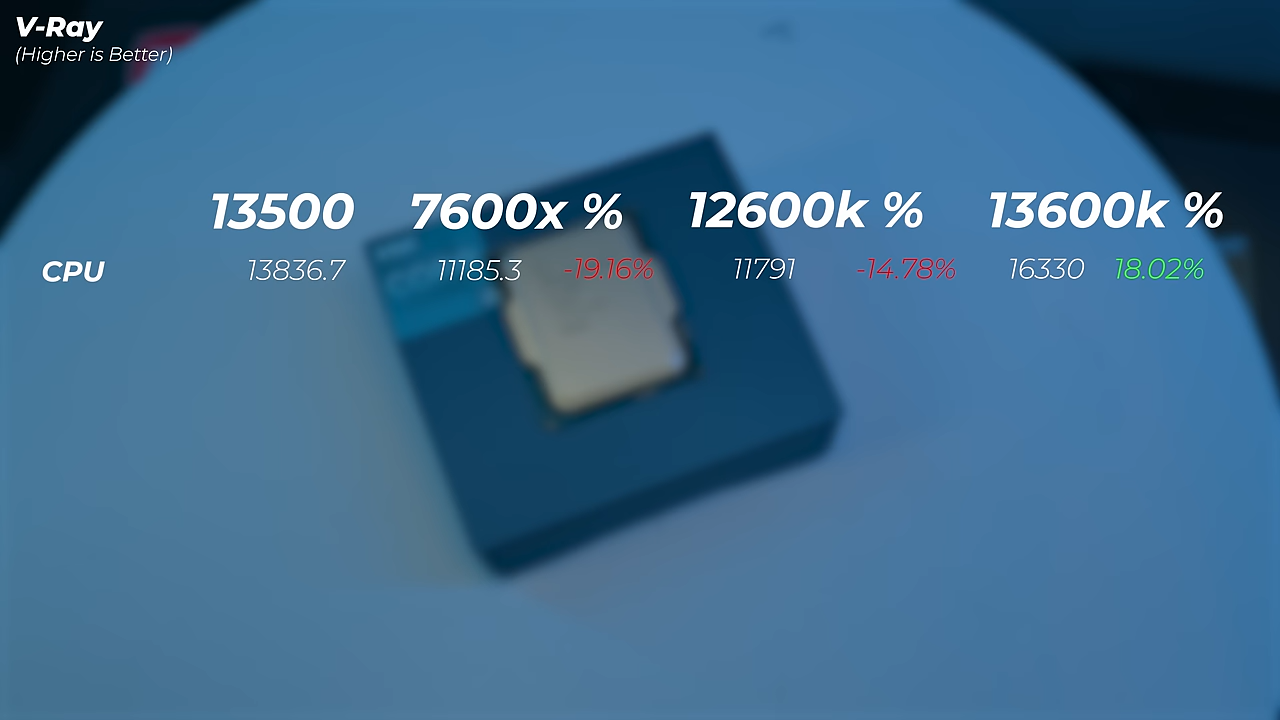 V-Ray
(Higher is Better)
13500 7600x % 12600k % 13600k %
CPU 13836.7 11185.3 -19.16% 11791 -14.78% 16330 18.02%